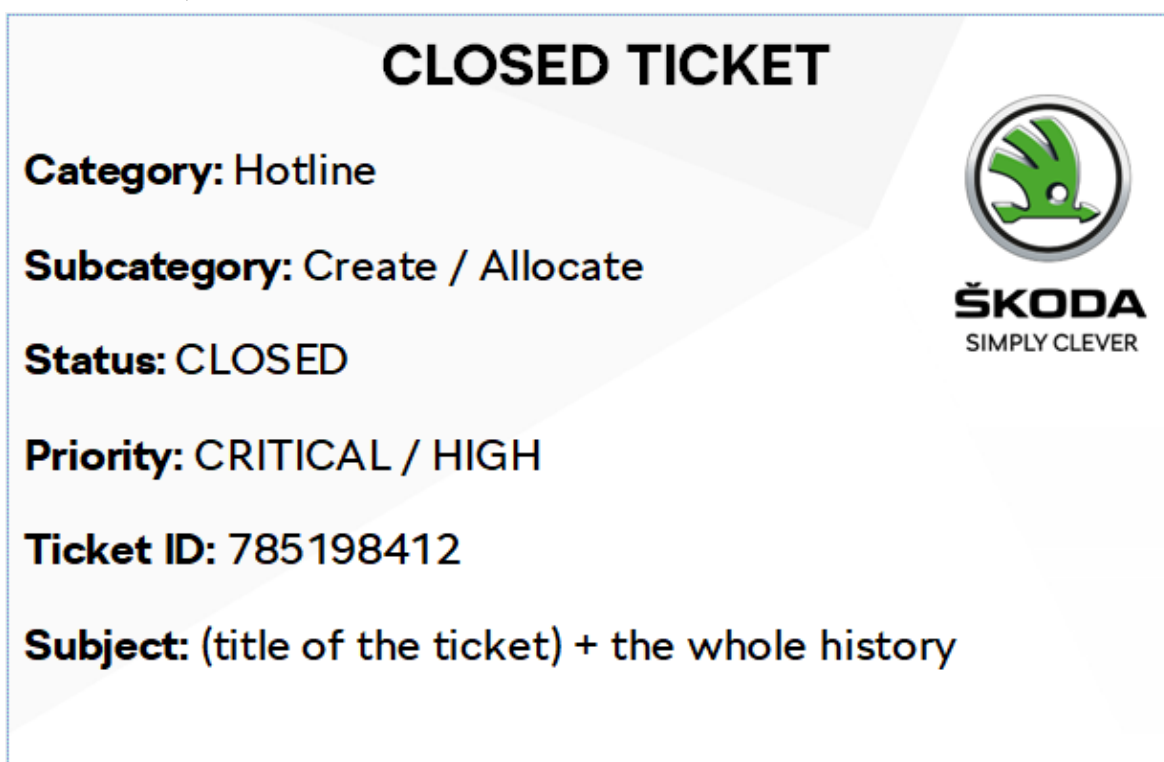 CLOSED TICKET
Category: Hotline
Subcategory: Create / Allocate
Status: CLOSED
Priority: CRITICAL / HIGH
Ticket ID: 785198412
Subject: (title of the ticket) + the whole history
ŠKODA
SIMPLY CLEVER